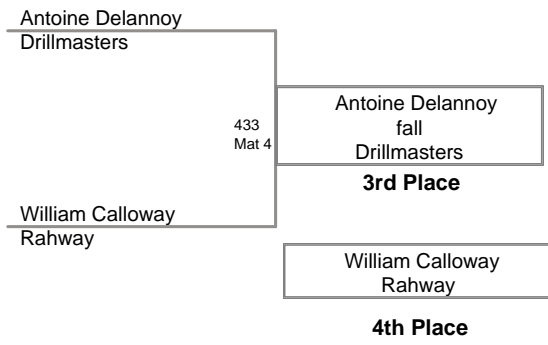 Antoine Delannoy
Drillmasters
433
Mat 4
Antoine Delannoy
fall
Drillmasters
3rd Place
William Calloway
Rahway
William Calloway
Rahway
4th Place